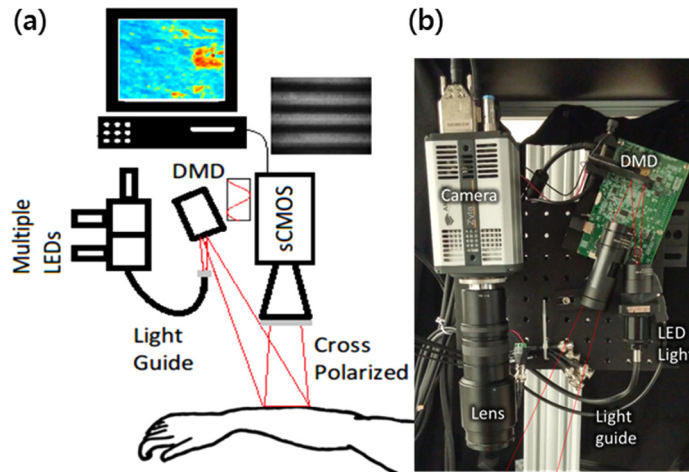 (a)
(b)
DMD
sCMOS
Multiple
LEDs
Light
Guide
Cross
Polarized
DMD
Camera
LED
Light
Lens
Light
guide